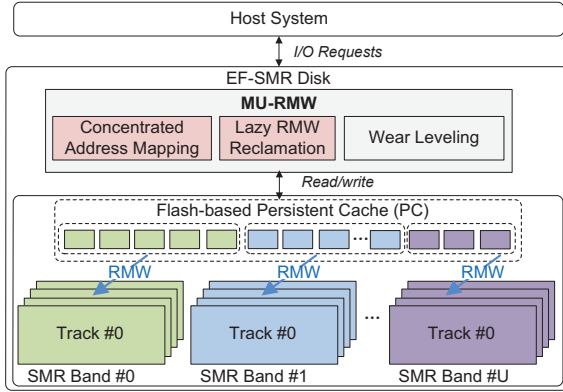 Host System
I/O Requests
EF-SMR Disk
MU-RMW
Concentrated
Address Mapping
Lazy RMW
Reclamation
Wear Leveling
Read/write
Flash-based Persistent Cache (PC)
...
RMW
RMW
RMW
Track #0
Track #0
...
Track #0
SMR Band #0
SMR Band #1
SMR Band #U